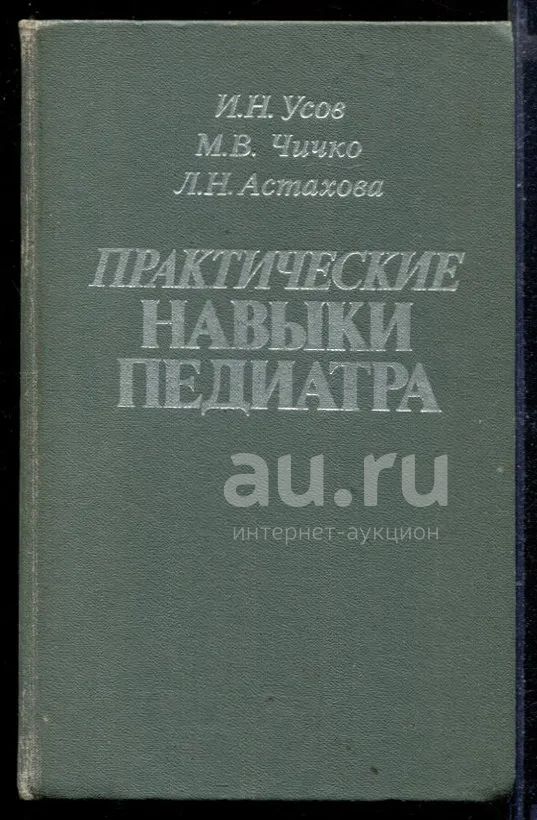 И.Н. Усов
М.В. Чичко
Л.Н. Астахова
ПРАКТИЧЕСКИЕ
НАВЫКИ
ПЕДИАТРА
au.ru
интернет-аукцион